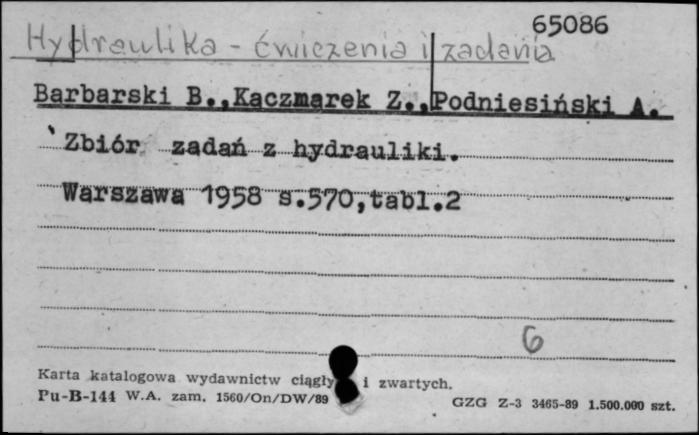 65086
Hydraulika - ćwiczenia i zadania
Barbarski B.,Kaczmarek Z.,Podniesiński A.
Zbiór zadań z hydrauliki.
Warszawa 1958 s.570,tabl.2
6
Karta katalogowa wydawnictw ciągły i zwartych.
Pu-B-144 W.A. zam. 1560/On/DW/89
GZG Z-3 3465-89 1.500.000 szt.